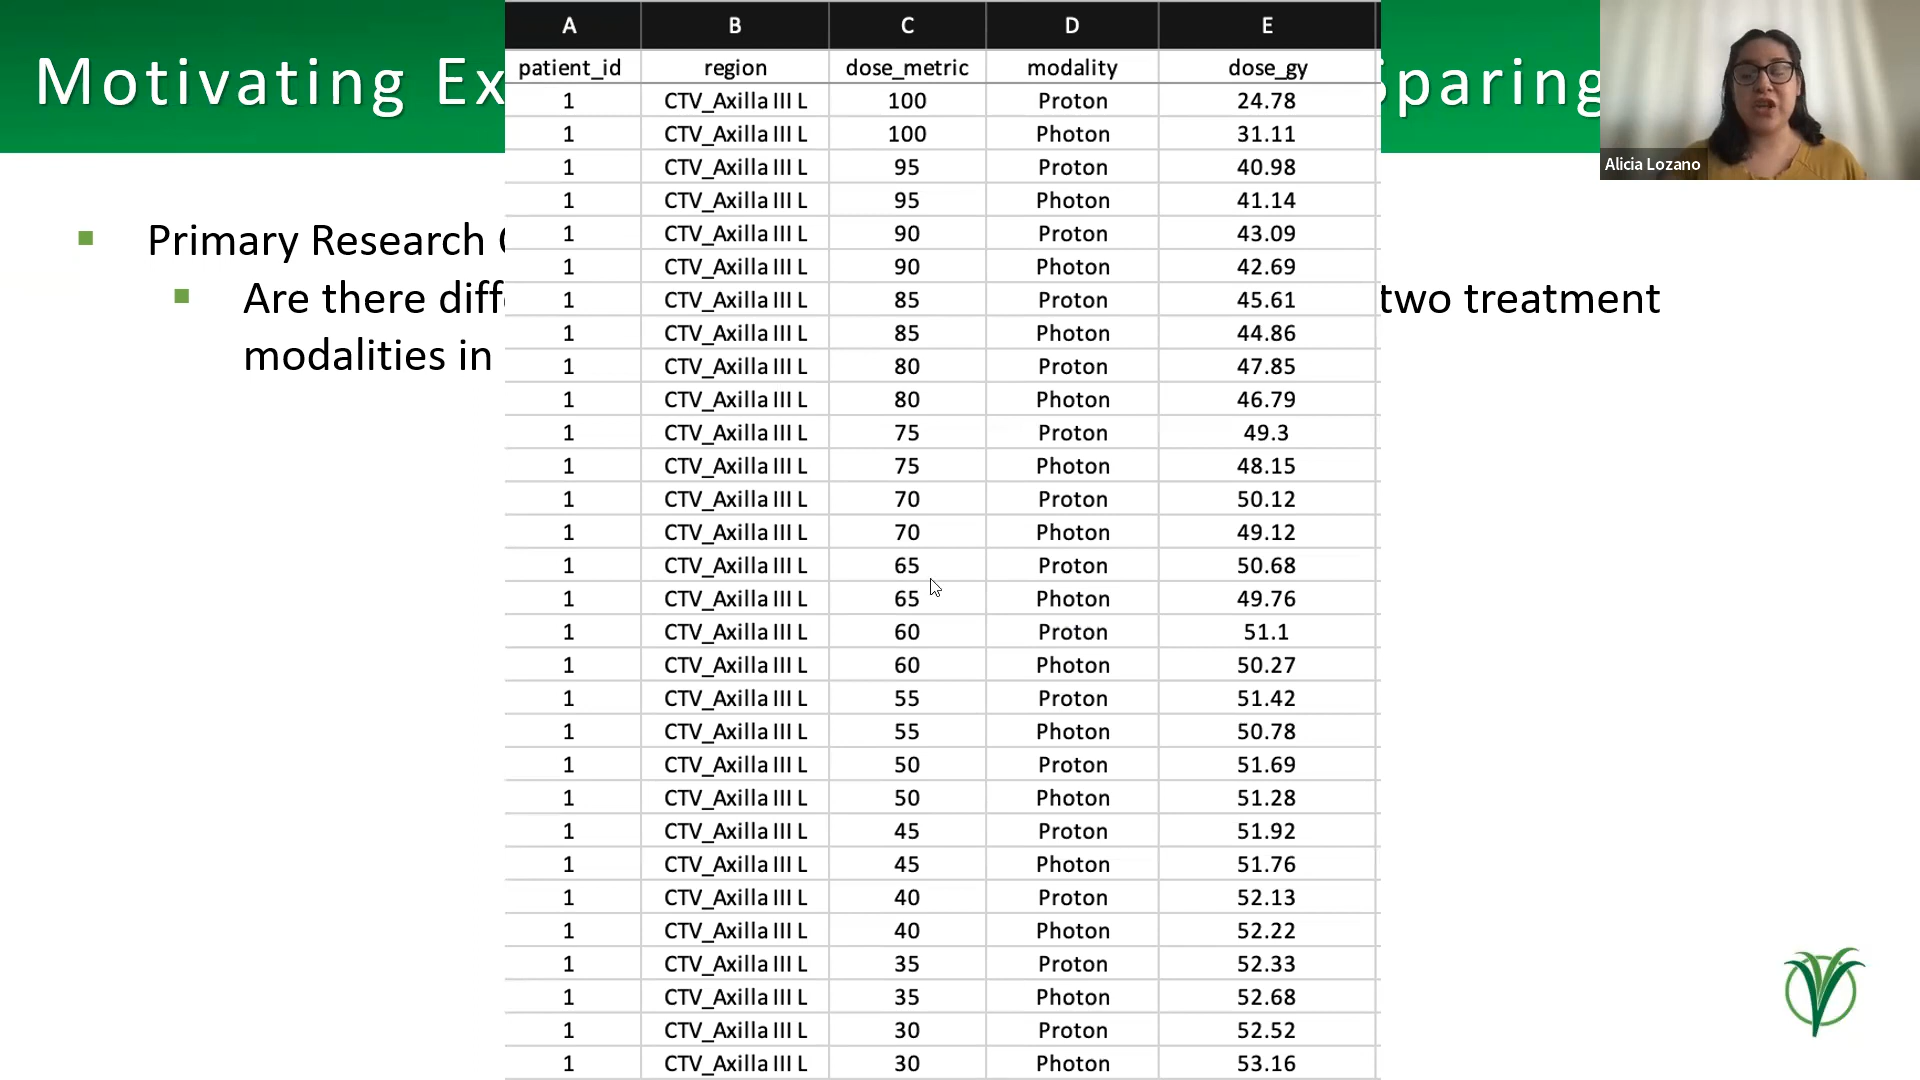 A B C D E
Motivating Ex Sparing
patient_id region dose_metric modality dose_gy
1 CTV_Axilla III L 100 Proton 24.78
1 CTV_Axilla III L 100 Photon 31.11
Alicia Lozano
1 CTV_Axilla III L 95 Proton 40.98
1 CTV_Axilla III L 95 Photon 41.14
Primary Research
1 CTV_Axilla III L 90 Proton 43.09
1 CTV_Axilla III L 90 Photon 42.69
Are there diff two treatment
1 CTV_Axilla III L 85 Proton 45.61
1 CTV_Axilla III L 85 Photon 44.86
modalities in
1 CTV_Axilla III L 80 Proton 47.85
1 CTV_Axilla III L 80 Photon 46.79
1 CTV_Axilla III L 75 Proton 49.3
1 CTV_Axilla III L 75 Photon 48.15
1 CTV_Axilla III L 70 Proton 50.12
1 CTV_Axilla III L 70 Photon 49.12
1 CTV_Axilla III L 65 Proton 50.68
1 CTV_Axilla III L 65 Photon 49.76
1 CTV_Axilla III L 60 Proton 51.1
1 CTV_Axilla III L 60 Photon 50.27
1 CTV_Axilla III L 55 Proton 51.42
1 CTV_Axilla III L 55 Photon 50.78
1 CTV_Axilla III L 50 Proton 51.69
1 CTV_Axilla III L 50 Photon 51.28
1 CTV_Axilla III L 45 Proton 51.92
1 CTV_Axilla III L 45 Photon 51.76
1 CTV_Axilla III L 40 Proton 52.13
1 CTV_Axilla III L 40 Photon 52.22
1 CTV_Axilla III L 35 Proton 52.33
1 CTV_Axilla III L 35 Photon 52.68
1 CTV_Axilla III L 30 Proton 52.52
1 CTV_Axilla III L 30 Photon 53.16